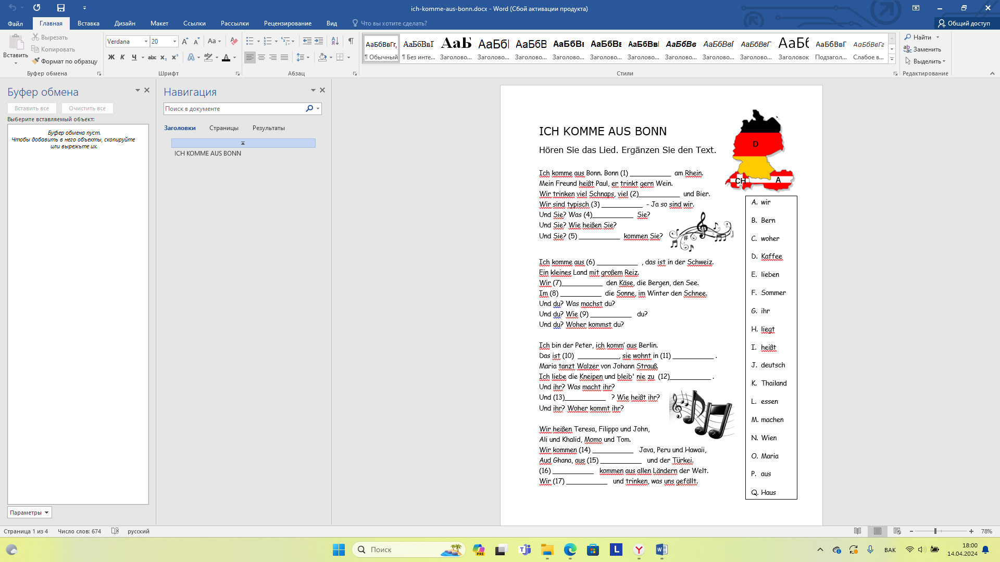 ich-komme-aus-bonn.docx - Word (Сбой активации продукта)
Файл Главная Вставка Дизайн Макет Ссылки Рассылки Рецензирование Вид Что вы хотите сделать? Общий доступ
Вставить
Вырезать
Копировать
Формат по образцу
Буфер обмена
Verdana 20
Ж К Ч abc x₂ x²
Шрифт
Абзац
¶ Обычный ¶ Без инте... Заголово... Заголово... Заголово... Заголово... Заголово... Заголово... Заголово... Заголово... Заголово... Заголовок Подзагол... Слабое в...
Стили
Найти
Заменить
Выделить
Редактирование
Буфер обмена
Вставить все Очистить все
Выберите вставляемый объект:
Буфер обмена пуст.
Чтобы добавить в него объекты, скопируйте
или вырежьте их.
Параметры
Навигация
Поиск в документе
Заголовки Страницы Результаты
ICH KOMME AUS BONN
ICH KOMME AUS BONN
Hören Sie das Lied. Ergänzen Sie den Text.
D
CH
A
Ich komme aus Bonn. Bonn (1) ___________ am Rhein.
Mein Freund heißt Paul, er trinkt gern Wein.
Wir trinken viel Schnaps, viel (2)___________ und Bier.
Wir sind typisch (3) ___________ - Ja so sind wir.
Und Sie? Was (4)___________ Sie?
Und Sie? Wie heißen Sie?
Und Sie? (5) ___________ kommen Sie?
Ich komme aus (6) ___________ , das ist in der Schweiz.
Ein kleines Land mit großem Reiz.
Wir (7)___________ den Käse, die Bergen, den See.
Im (8) ___________ die Sonne, im Winter den Schnee.
Und du? Was machst du?
Und du? Wie (9) ___________ du?
Und du? Woher kommst du?
Ich bin der Peter, ich komm' aus Berlin.
Das ist (10) ___________, sie wohnt in (11) ___________ .
Maria tanzt Walzer von Johann Strauß.
Ich liebe die Kneipen und bleib' nie zu (12)___________ .
Und ihr? Was macht ihr?
Und (13)___________ ? Wie heißt ihr?
Und ihr? Woher kommt ihr?
Wir heißen Teresa, Filippo und John,
Ali und Khalid, Momo und Tom.
Wir kommen (14) ___________ Java, Peru und Hawaii,
Aud Ghana, aus (15) ___________ und der Türkei.
(16) ___________ kommen aus allen Ländern der Welt.
Wir (17) ___________ und trinken, was uns gefällt.
A. wir
B. Bern
C. woher
D. Kaffee
E. lieben
F. Sommer
G. ihr
H. liegt
I. heißt
J. deutsch
K. Thailand
L. essen
M. machen
N. Wien
O. Maria
P. aus
Q. Haus
Страница 1 из 4 Число слов: 674 русский
78%
Поиск
PRE
L
Y
ВАК
18:00
14.04.2024